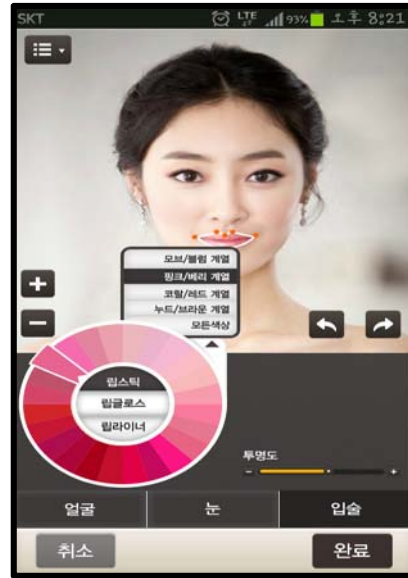 SKT LTE 93% 오후 8:21
모브/플럼 계열
핑크/베리 계열
코랄/레드 계열
누드/브라운 계열
모든색상
립스틱
립글로스
립라이너
투명도
- +
얼굴 눈 입술
취소 완료